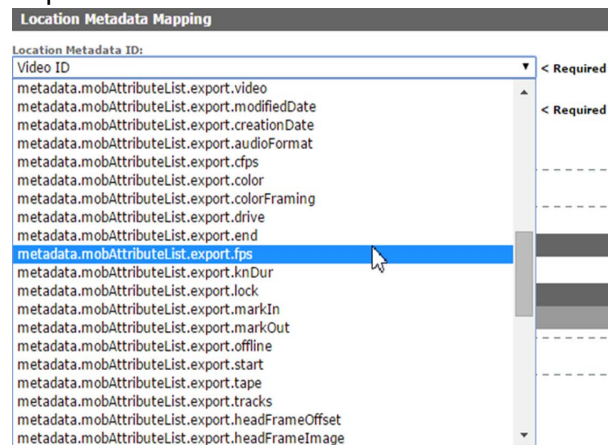 Location Metadata Mapping
Location Metadata ID:
Video ID
< Required
metadata.mobAttributeList.export.video
metadata.mobAttributeList.export.modifiedDate
< Required
metadata.mobAttributeList.export.creationDate
metadata.mobAttributeList.export.audioFormat
metadata.mobAttributeList.export.cfps
metadata.mobAttributeList.export.color
metadata.mobAttributeList.export.colorFraming
metadata.mobAttributeList.export.drive
metadata.mobAttributeList.export.end
metadata.mobAttributeList.export.fps
metadata.mobAttributeList.export.knDur
metadata.mobAttributeList.export.lock
metadata.mobAttributeList.export.markIn
metadata.mobAttributeList.export.markOut
metadata.mobAttributeList.export.offline
metadata.mobAttributeList.export.start
metadata.mobAttributeList.export.tape
metadata.mobAttributeList.export.tracks
metadata.mobAttributeList.export.headFrameOffset
metadata.mobAttributeList.export.headFrameImage